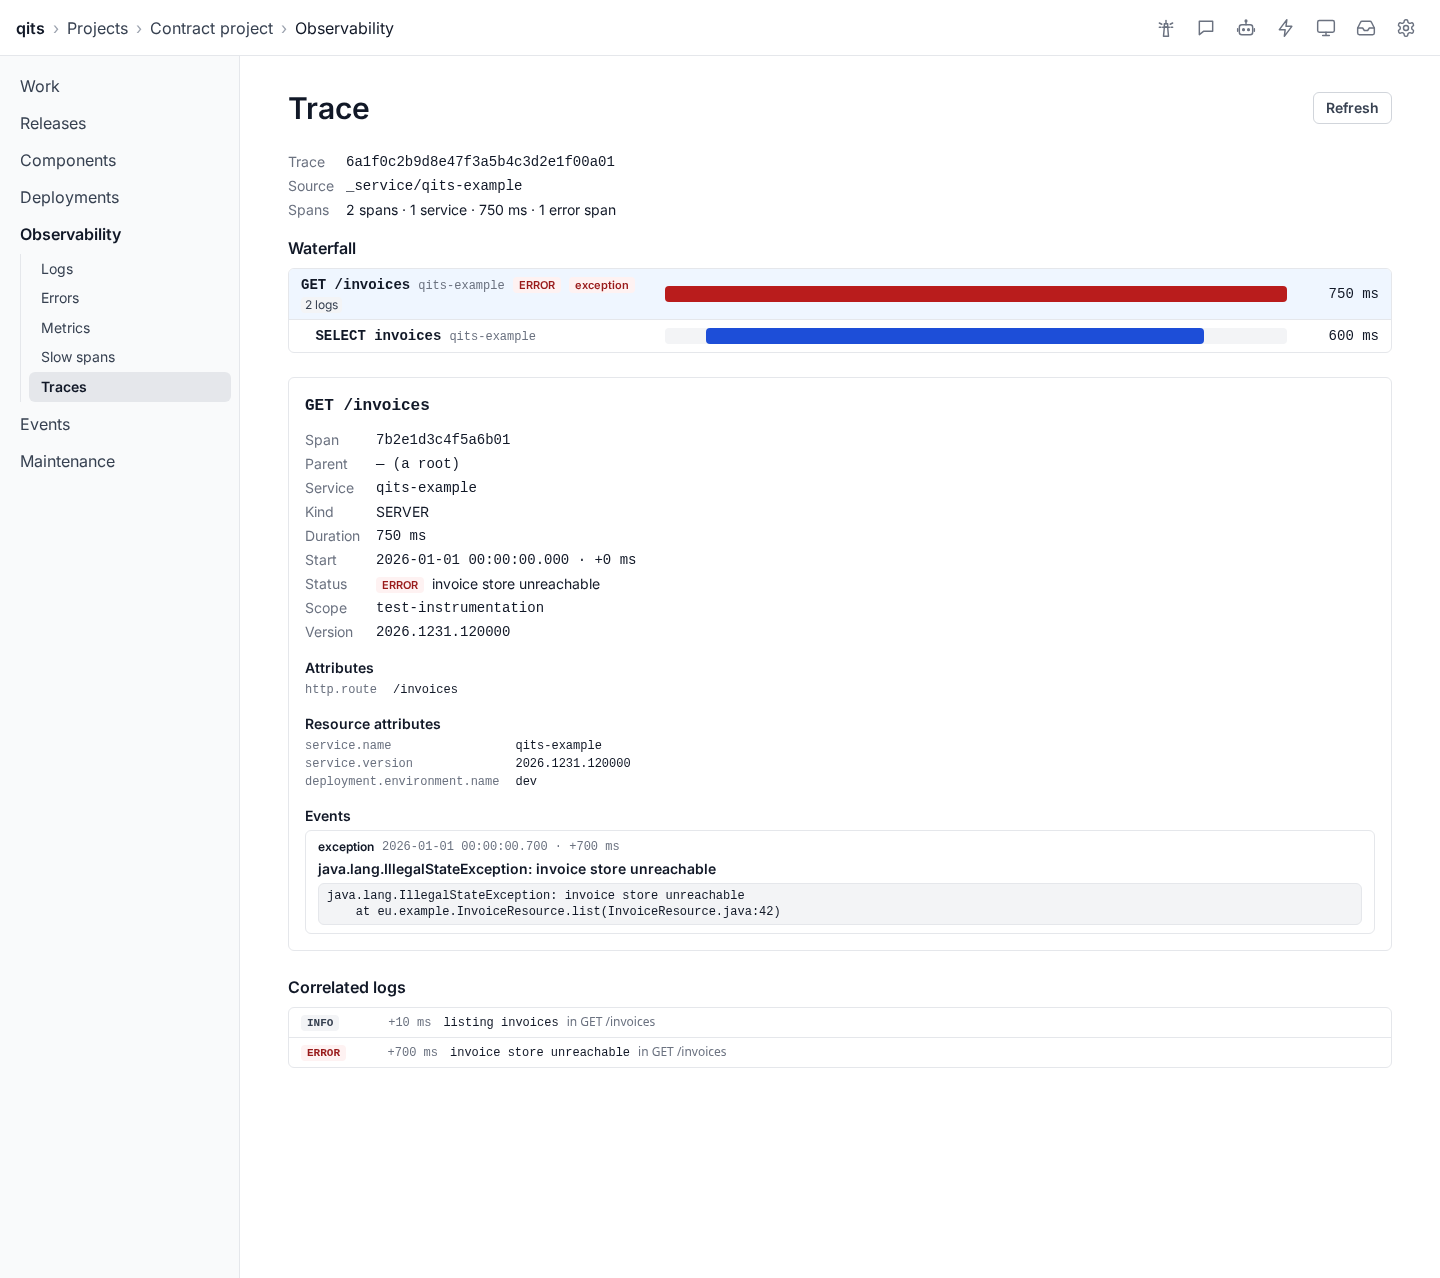 qits › Projects › Contract project › Observability
Work
Releases
Components
Deployments
Observability
Logs
Errors
Metrics
Slow spans
Traces
Events
Maintenance
Trace
Refresh
Trace 6a1f0c2b9d8e47f3a5b4c3d2e1f00a01
Source _service/qits-example
Spans 2 spans · 1 service · 750 ms · 1 error span
Waterfall
GET /invoices qits-example ERROR exception 750 ms
2 logs
SELECT invoices qits-example 600 ms
GET /invoices
Span 7b2e1d3c4f5a6b01
Parent — (a root)
Service qits-example
Kind SERVER
Duration 750 ms
Start 2026-01-01 00:00:00.000 · +0 ms
Status ERROR invoice store unreachable
Scope test-instrumentation
Version 2026.1231.120000
Attributes
http.route /invoices
Resource attributes
service.name qits-example
service.version 2026.1231.120000
deployment.environment.name dev
Events
exception 2026-01-01 00:00:00.700 · +700 ms
java.lang.IllegalStateException: invoice store unreachable
java.lang.IllegalStateException: invoice store unreachable
at eu.example.InvoiceResource.list(InvoiceResource.java:42)
Correlated logs
INFO +10 ms listing invoices in GET /invoices
ERROR +700 ms invoice store unreachable in GET /invoices